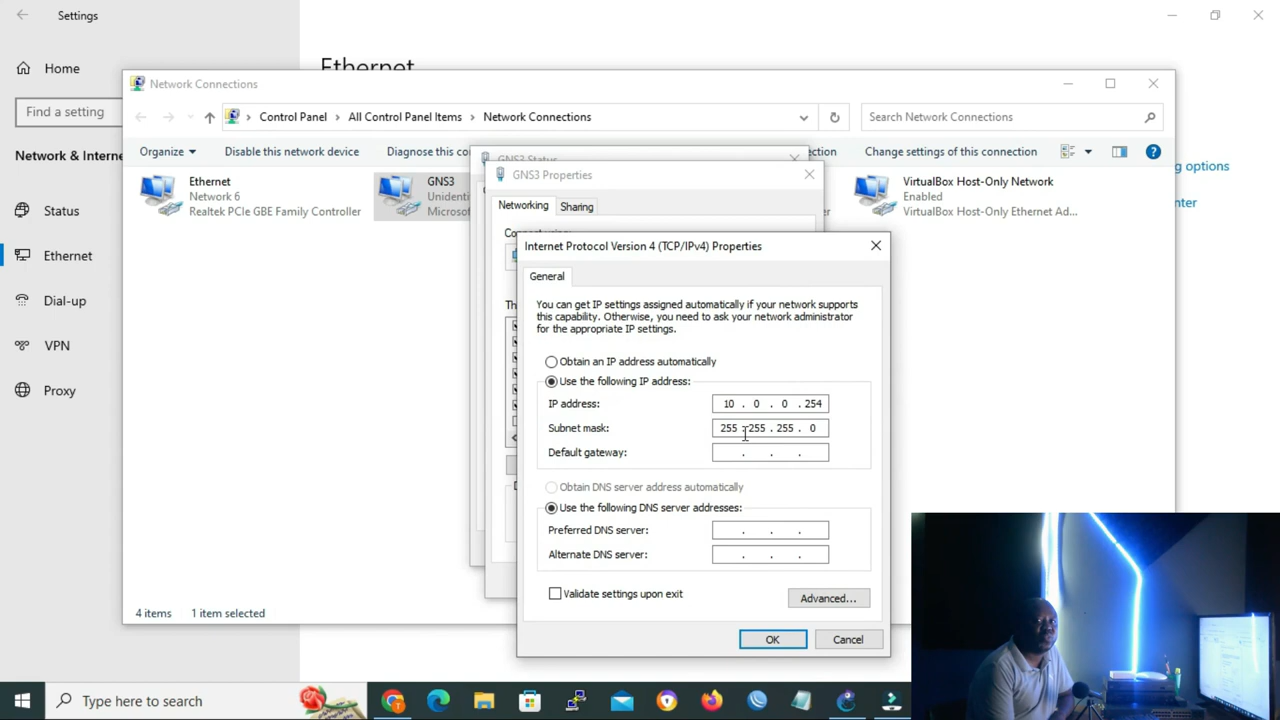 Settings
Home
Find a setting
Network & Interne
Status
Ethernet
Dial-up
VPN
Proxy
Ethernet
Network Connections
Control Panel > All Control Panel Items > Network Connections
Search Network Connections
Organize
Disable this network device
Diagnose this co
Change settings of this connection
Ethernet
Network 6
Realtek PCIe GBE Family Controller
GNS3
Unidenti
Microsof
VirtualBox Host-Only Network
Enabled
VirtualBox Host-Only Ethernet Ad...
GNS3 Status
GNS3 Properties
Networking
Sharing
Internet Protocol Version 4 (TCP/IPv4) Properties
General
You can get IP settings assigned automatically if your network supports
this capability. Otherwise, you need to ask your network administrator
for the appropriate IP settings.
Obtain an IP address automatically
Use the following IP address:
IP address: 10 . 0 . 0 . 254
Subnet mask: 255 . 255 . 255 . 0
Default gateway: . . .
Obtain DNS server address automatically
Use the following DNS server addresses:
Preferred DNS server: . . .
Alternate DNS server: . . .
Validate settings upon exit
Advanced...
OK
Cancel
4 items
1 item selected
ng options
enter
Type here to search